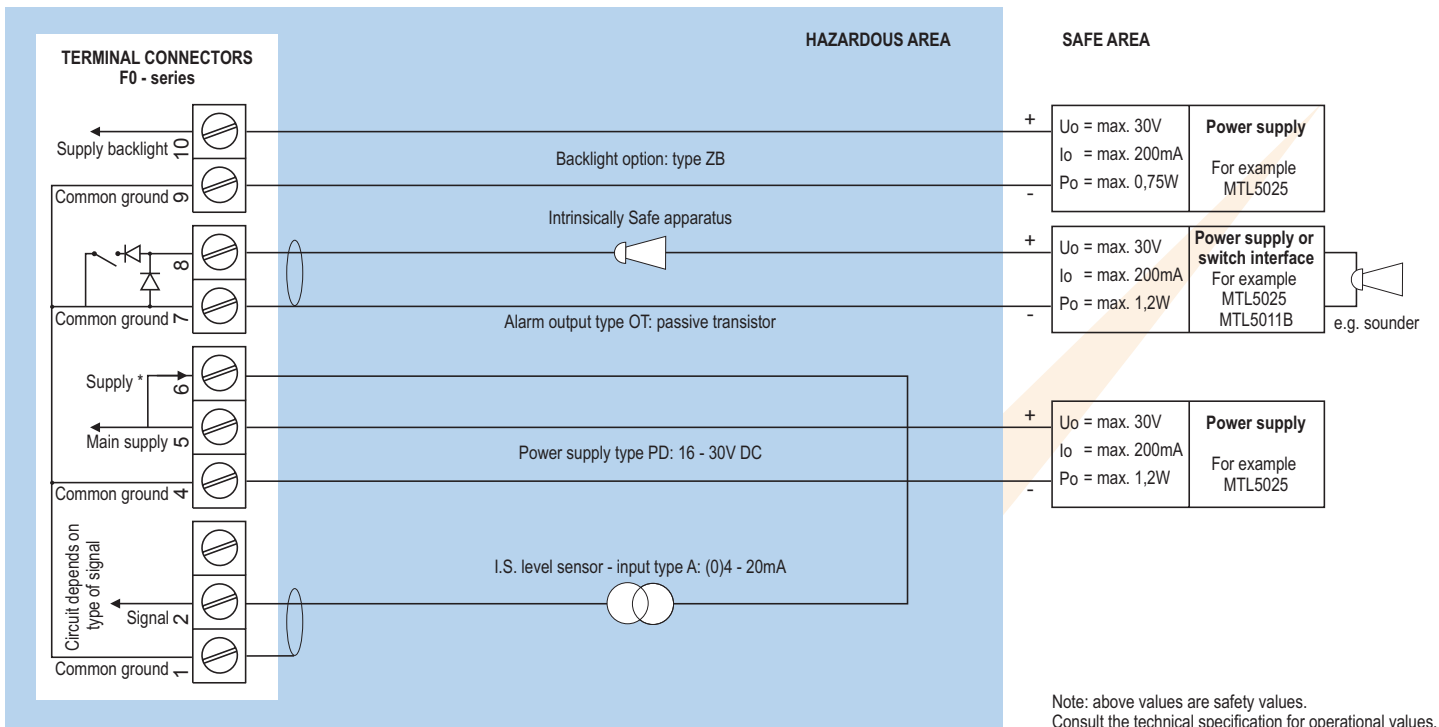 HAZARDOUS AREA
SAFE AREA
TERMINAL CONNECTORS
F0 - series
Supply backlight
10
Common ground
9
8
Common ground
7
Supply *
6
Main supply
5
Common ground
4
Circuit depends on
type of signal
Signal
2
Common ground
1
Backlight option: type ZB
Intrinsically Safe apparatus
Alarm output type OT: passive transistor
Power supply type PD: 16 - 30V DC
I.S. level sensor - input type A: (0)4 - 20mA
+
-
Uo = max. 30V
Io = max. 200mA
Po = max. 0,75W
Power supply
For example
MTL5025
+
-
Uo = max. 30V
Io = max. 200mA
Po = max. 1,2W
Power supply or
switch interface
For example
MTL5025
MTL5011B
e.g. sounder
+
-
Uo = max. 30V
Io = max. 200mA
Po = max. 1,2W
Power supply
For example
MTL5025
Note: above values are safety values.
Consult the technical specification for operational values.